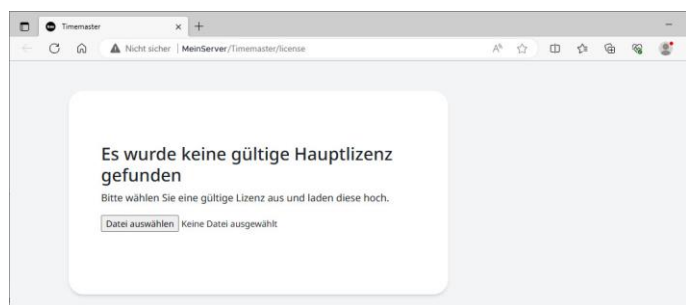 Timemaster
Nicht sicher | MeinServer/Timemaster/license
Es wurde keine gültige Hauptlizenz
gefunden
Bitte wählen Sie eine gültige Lizenz aus und laden diese hoch.
Datei auswählen Keine Datei ausgewählt